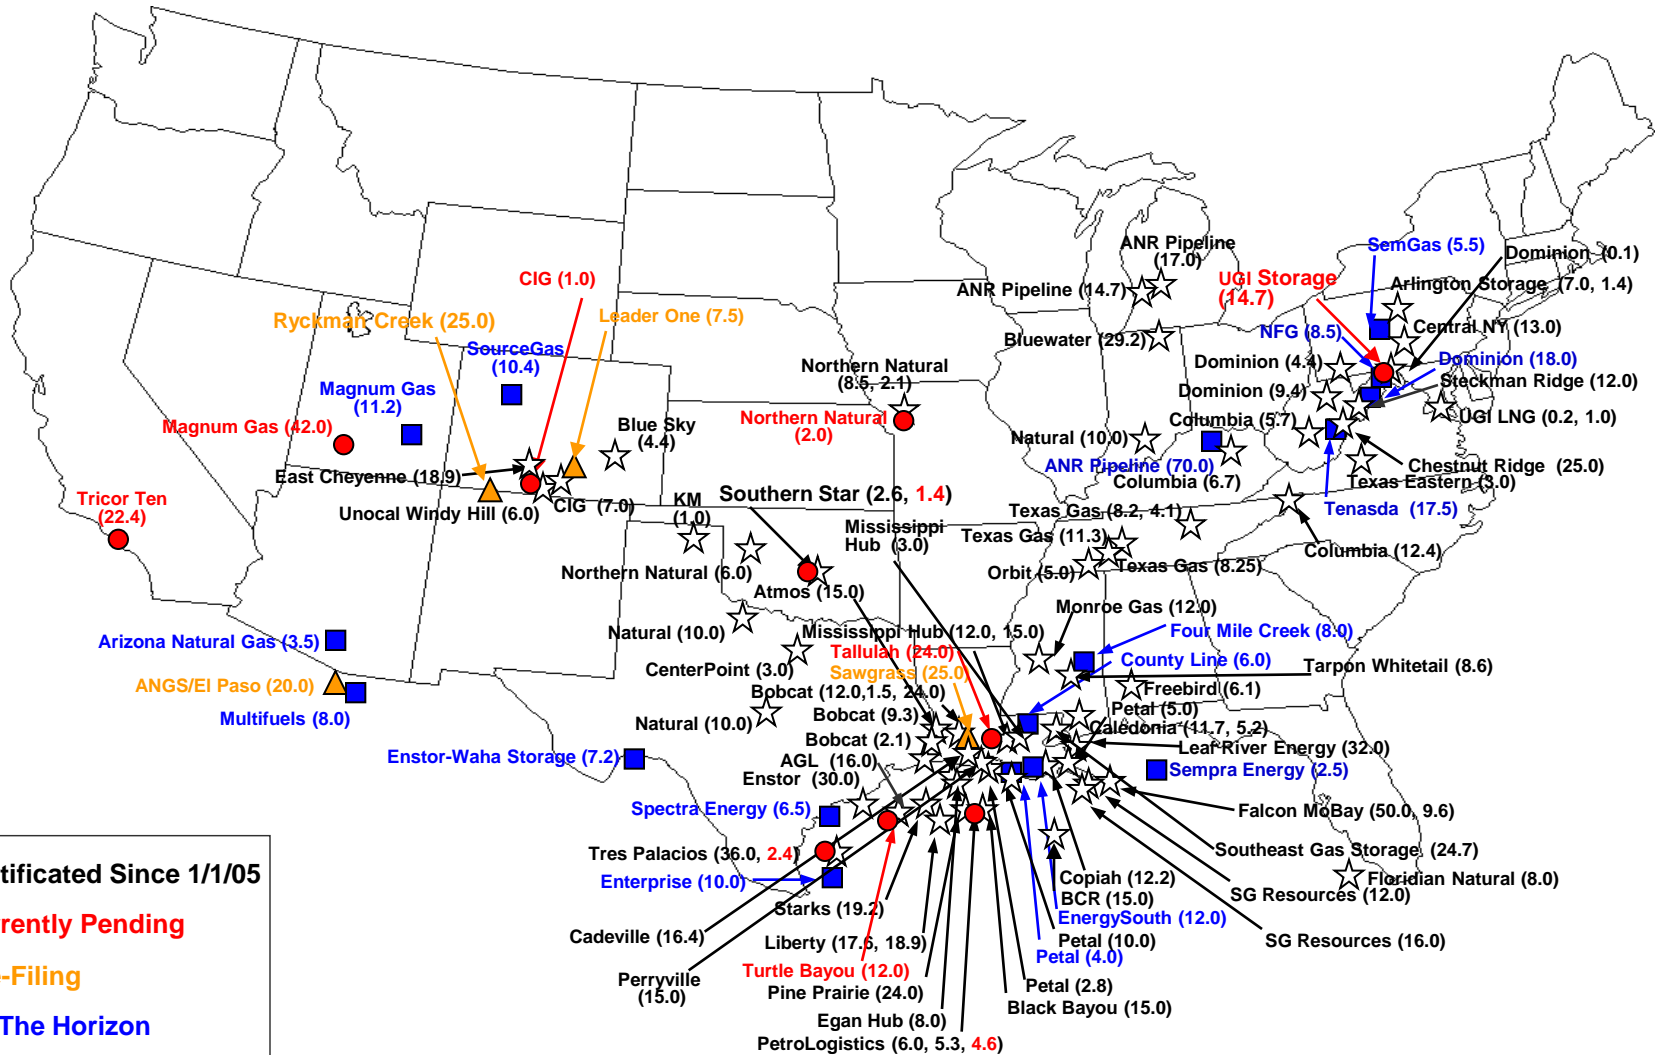 ANR Pipeline
(17.0)
SemGas (5.5)
Dominion (0.1)
UGI Storage
(14.7)
CIG (1.0)
ANR Pipeline (14.7)
Arlington Storage (7.0, 1.4)
Ryckman Creek (25.0)
Leader One (7.5)
NFG (8.5)
Central NY (13.0)
Bluewater (29.2)
SourceGas
(10.4)
Northern Natural
(8.5, 2.1)
Dominion (4.4)
Dominion (18.0)
Steckman Ridge (12.0)
Magnum Gas
(11.2)
Dominion (9.4)
Magnum Gas (42.0)
Northern Natural
(2.0)
Columbia (5.7)
UGI LNG (0.2, 1.0)
Blue Sky
(4.4)
Natural (10.0)
ANR Pipeline (70.0)
Columbia (6.7)
Chestnut Ridge (25.0)
Texas Eastern (3.0)
East Cheyenne (18.9)
Tricor Ten
(22.4)
Unocal Windy Hill (6.0)
CIG (7.0)
KM
(1.0)
Southern Star (2.6, 1.4)
Tenasda (17.5)
Texas Gas (8.2, 4.1)
Mississippi
Hub (3.0)
Texas Gas (11.3)
Columbia (12.4)
Northern Natural (6.0)
Orbit (5.0)
Texas Gas (8.25)
Atmos (15.0)
Monroe Gas (12.0)
Natural (10.0)
Mississippi Hub (12.0, 15.0)
Four Mile Creek (8.0)
Arizona Natural Gas (3.5)
Tallulah (24.0)
County Line (6.0)
CenterPoint (3.0)
Sawgrass (25.0)
Tarpon Whitetail (8.6)
ANGS/El Paso (20.0)
Bobcat (12.0,1.5, 24.0)
Freebird (6.1)
Multifuels (8.0)
Natural (10.0)
Bobcat (9.3)
Petal (5.0)
Caledonia (11.7, 5.2)
Bobcat (2.1)
Leaf River Energy (32.0)
Enstor-Waha Storage (7.2)
AGL (16.0)
Sempra Energy (2.5)
Enstor (30.0)
Spectra Energy (6.5)
Falcon MoBay (50.0, 9.6)
Tres Palacios (36.0, 2.4)
Southeast Gas Storage (24.7)
Enterprise (10.0)
Copiah (12.2)
Floridian Natural (8.0)
BCR (15.0)
SG Resources (12.0)
Starks (19.2)
EnergySouth (12.0)
Cadeville (16.4)
Liberty (17.6, 18.9)
Petal (10.0)
SG Resources (16.0)
Petal (4.0)
Turtle Bayou (12.0)
Perryville
(15.0)
Petal (2.8)
Pine Prairie (24.0)
Black Bayou (15.0)
Egan Hub (8.0)
PetroLogistics (6.0, 5.3, 4.6)
tificated Since 1/1/05
rently Pending
-Filing
The Horizon